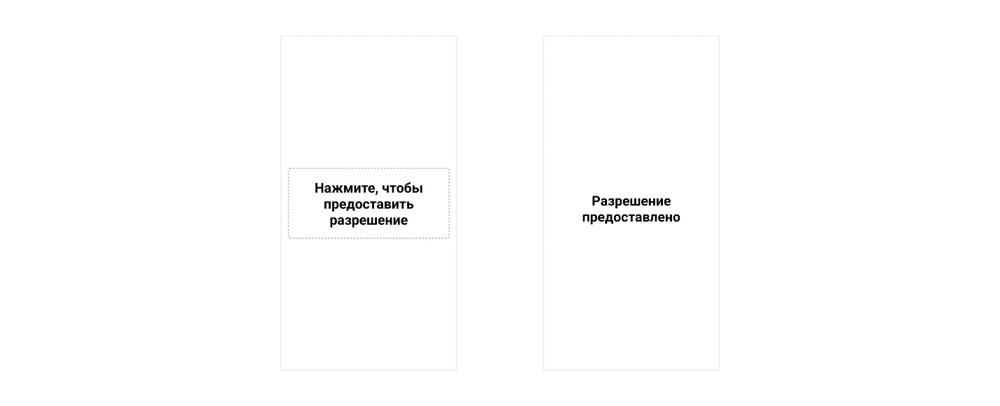 Нажмите, чтобы
предоставить
разрешение
Разрешение
предоставлено